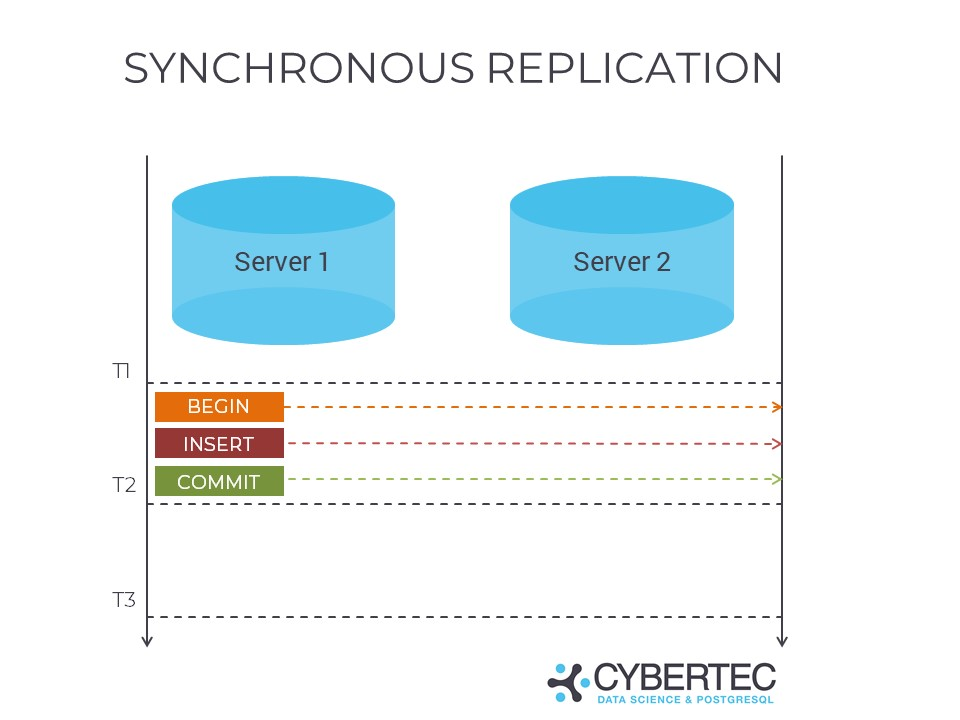 SYNCHRONOUS REPLICATION
Server 1
Server 2
T1
BEGIN
INSERT
T2
COMMIT
T3
CYBERTEC
DATA SCIENCE & POSTGRESQL